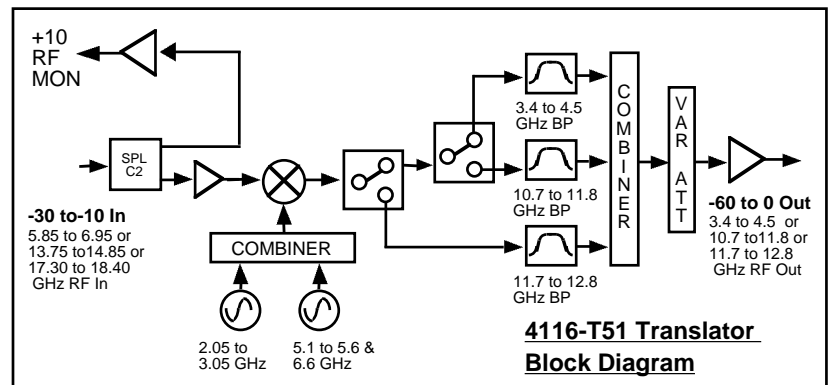 +10
RF
MON
SPL
C2
-30 to-10 In
5.85 to 6.95 or
13.75 to14.85 or
17.30 to 18.40
GHz RF In
COMBINER
2.05 to
3.05 GHz
5.1 to 5.6 &
6.6 GHz
3.4 to 4.5
GHz BP
10.7 to 11.8
GHz BP
11.7 to 12.8
GHz BP
COMBINER
VAR ATT
-60 to 0 Out
3.4 to 4.5 or
10.7 to11.8 or
11.7 to 12.8
GHz RF Out
4116-T51 Translator
Block Diagram